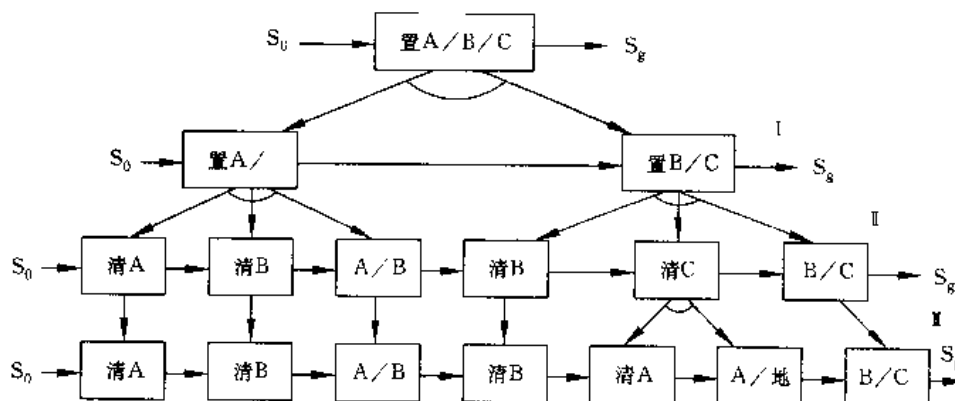 S₀ 置A/B/C Sg
S₀ 置A/ 置B/C Sg Ⅰ
Ⅱ
S₀ 清A 清B A/B 清B 清C B/C Sg
Ⅲ
S₀ 清A 清B A/B 清B 清A A/地 B/C